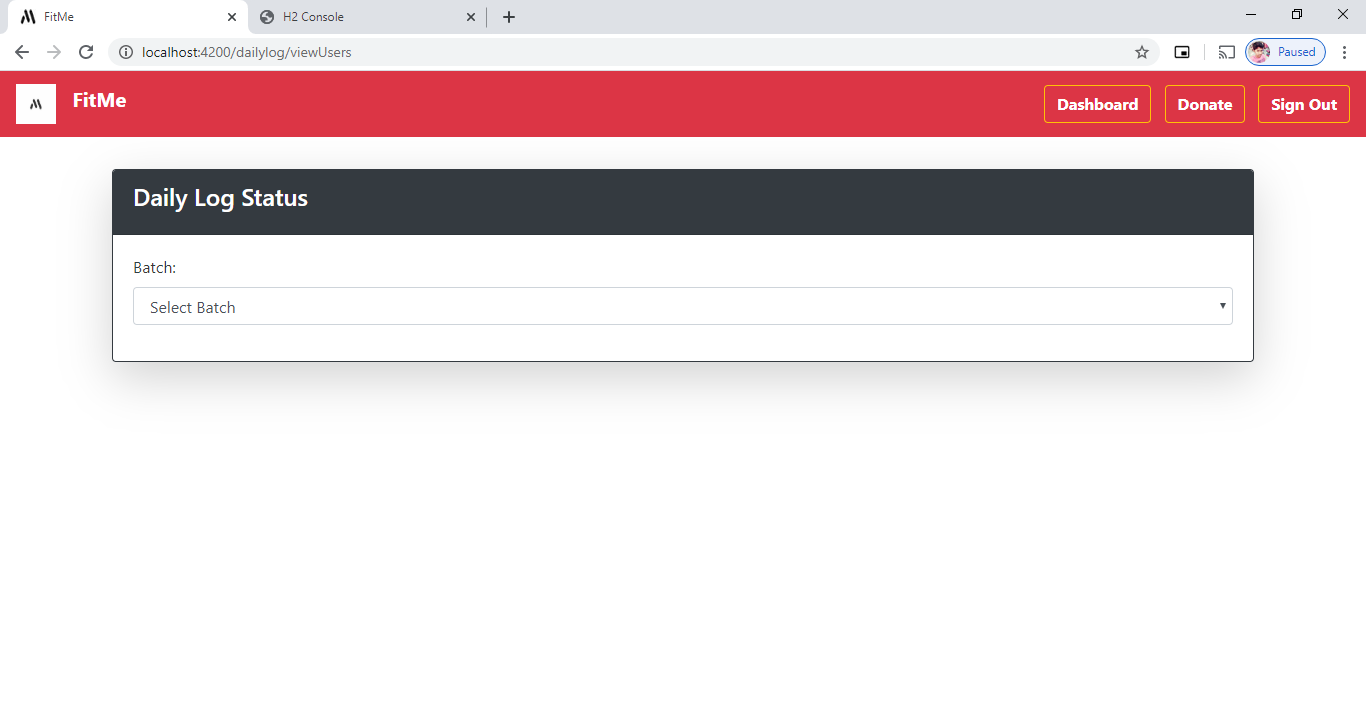 FitMe
H2 Console
localhost:4200/dailylog/viewUsers
Paused
FitMe
Dashboard
Donate
Sign Out
Daily Log Status
Batch:
Select Batch